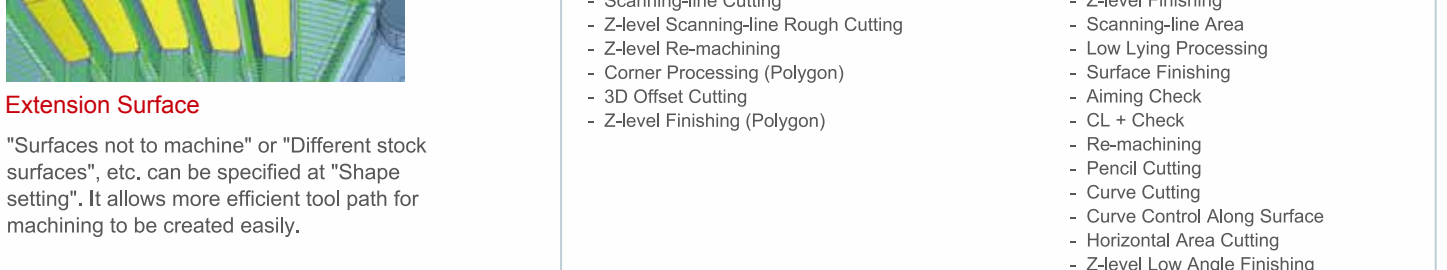 Extension Surface
"Surfaces not to machine" or "Different stock
surfaces", etc. can be specified at "Shape
setting". It allows more efficient tool path for
machining to be created easily.
- Scanning-line Cutting
- Z-level Scanning-line Rough Cutting
- Z-level Re-machining
- Corner Processing (Polygon)
- 3D Offset Cutting
- Z-level Finishing (Polygon)
- Z-level Finishing
- Scanning-line Area
- Low Lying Processing
- Surface Finishing
- Aiming Check
- CL + Check
- Re-machining
- Pencil Cutting
- Curve Cutting
- Curve Control Along Surface
- Horizontal Area Cutting
- Z-level Low Angle Finishing